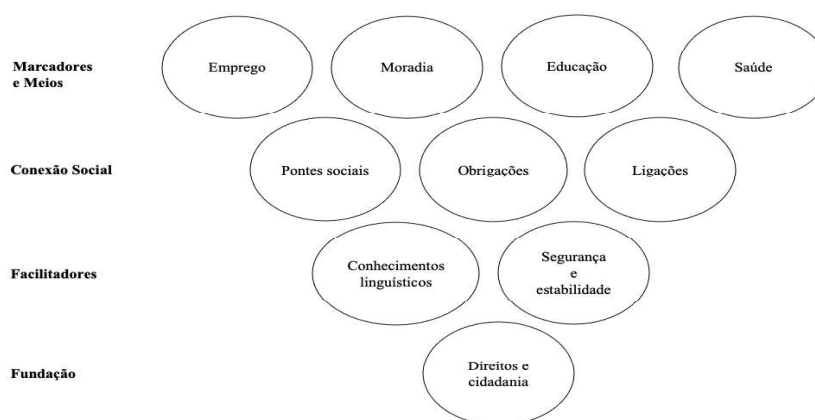 Marcadores
e Meios
Emprego
Moradia
Educação
Saúde
Conexão Social
Pontes sociais
Obrigações
Ligações
Facilitadores
Conhecimentos
linguísticos
Segurança
e
estabilidade
Fundação
Direitos e
cidadania